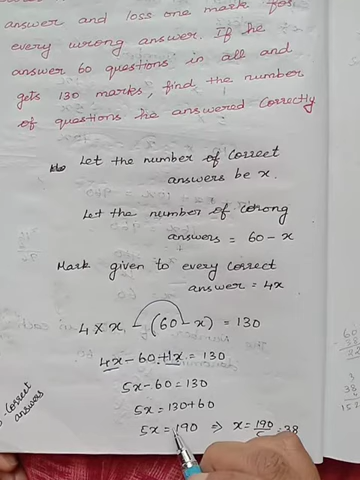 answer and loss one mark for
every wrong answer. If he
answer 60 questions in all and
gets 130 marks, find the number
of questions he answered correctly
Let the number of correct
answers be x.
Let the number of wrong
answers = 60 - x
Mark given to every correct
answer = 4x
4 × x - (60 - x) = 130
4x - 60 + 1x = 130
5x - 60 = 130
5x = 130 + 60
5x = 190 ⇒ x = 190/5 = 38
correct
answers